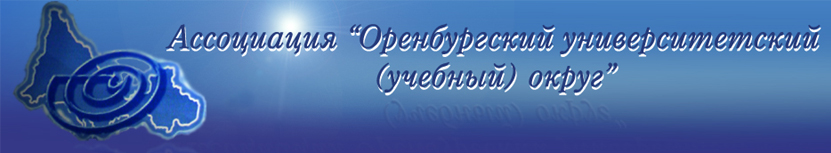 Ассоциация “Оренбургский университетский
(учебный) округ”